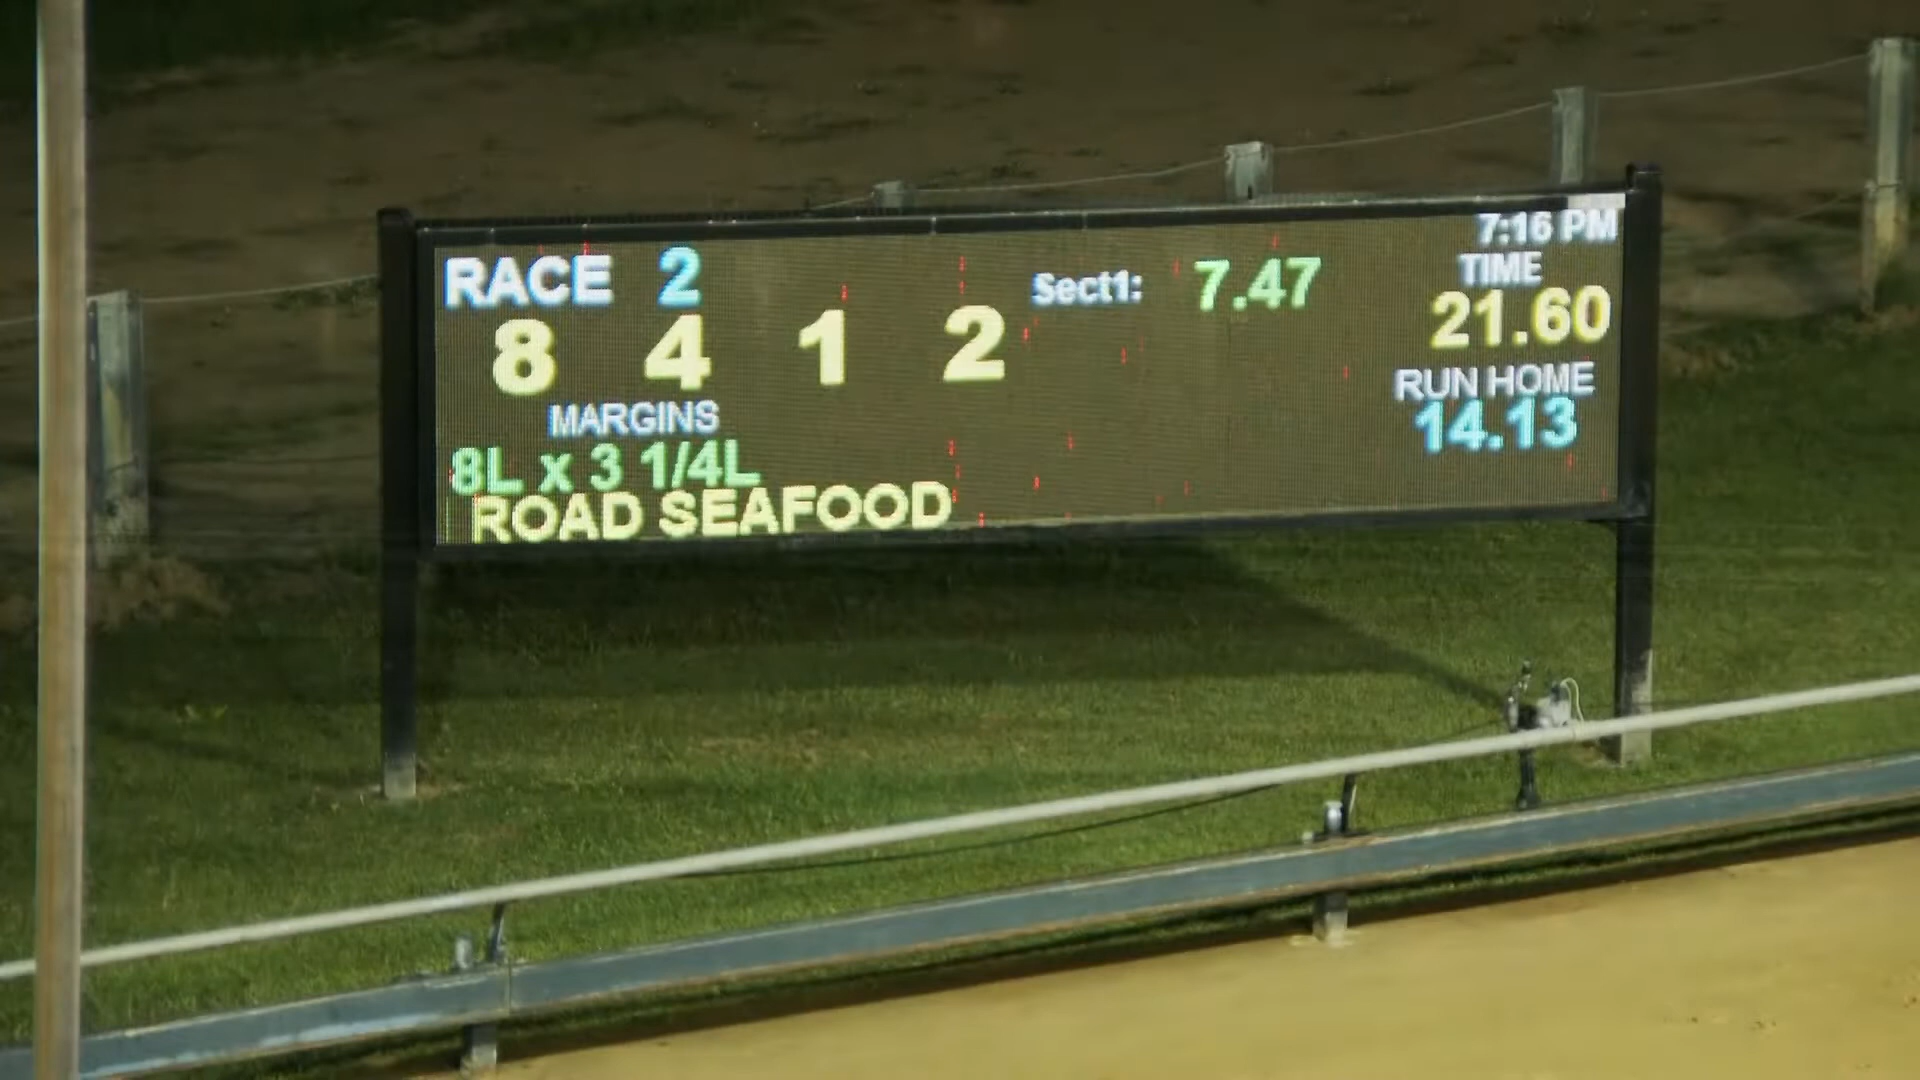 7:16 PM
RACE 2 Sect1: 7.47 TIME
8 4 1 2 21.60
MARGINS RUN HOME
8L x 3 1/4L 14.13
ROAD SEAFOOD